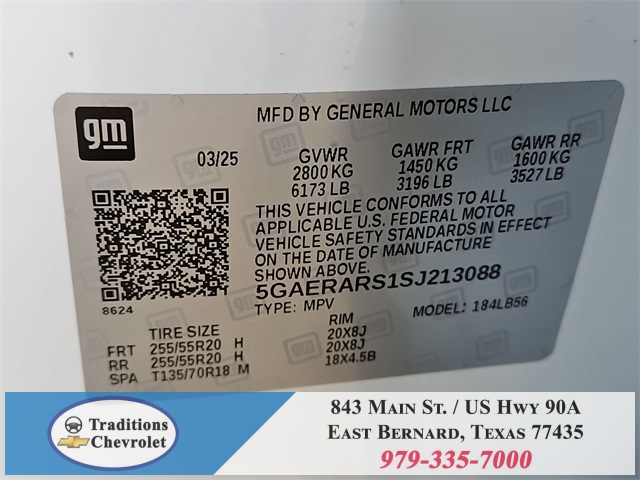 gm
MFD BY GENERAL MOTORS LLC
03/25 GVWR GAWR FRT GAWR RR
2800 KG 1450 KG 1600 KG
6173 LB 3196 LB 3527 LB
THIS VEHICLE CONFORMS TO ALL
APPLICABLE U.S. FEDERAL MOTOR
VEHICLE SAFETY STANDARDS IN EFFECT
ON THE DATE OF MANUFACTURE
SHOWN ABOVE.
5GAERARS1SJ213088
8624
TYPE: MPV MODEL: 184LB56
TIRE SIZE RIM
FRT 255/55R20 H 20X8J
RR 255/55R20 H 20X8J
SPA T135/70R18 M 18X4.5B
Traditions
Chevrolet
843 Main St. / US Hwy 90A
East Bernard, Texas 77435
979-335-7000